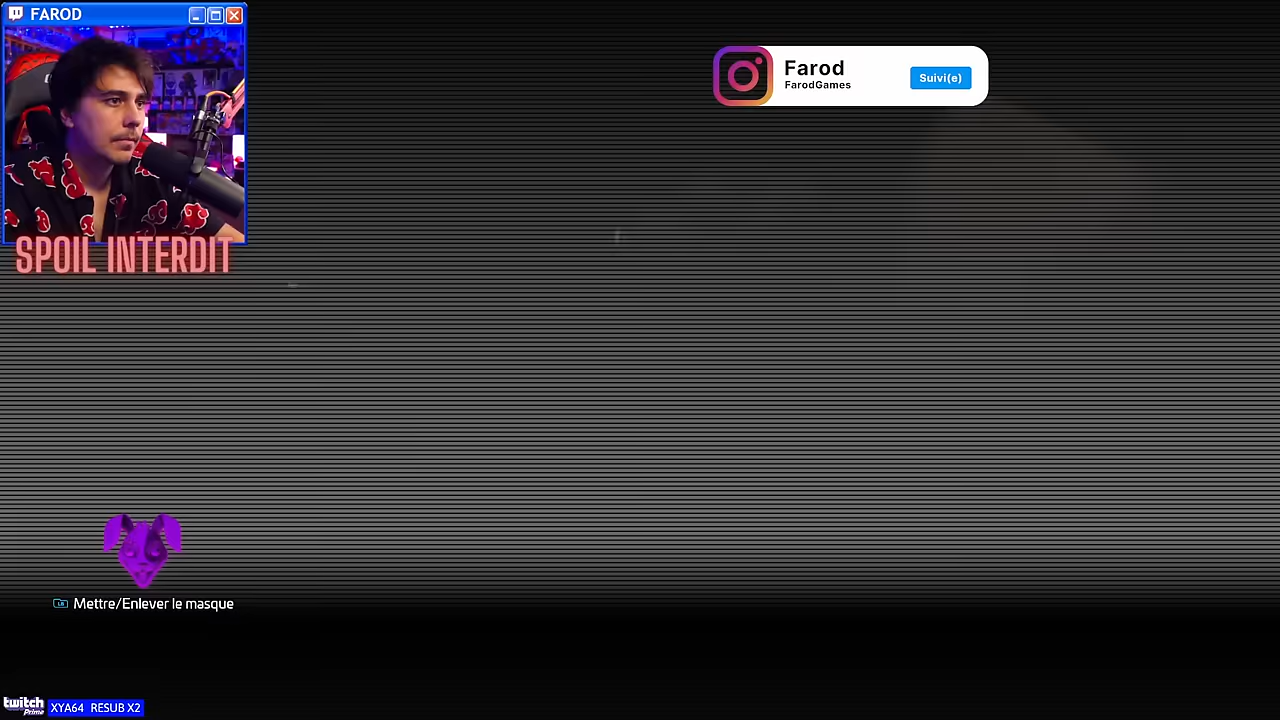 FAROD
Farod
FarodGames
Suivi(e)
SPOIL INTERDIT
Mettre/Enlever le masque
twitch
Prime
XYA64 RESUB X2